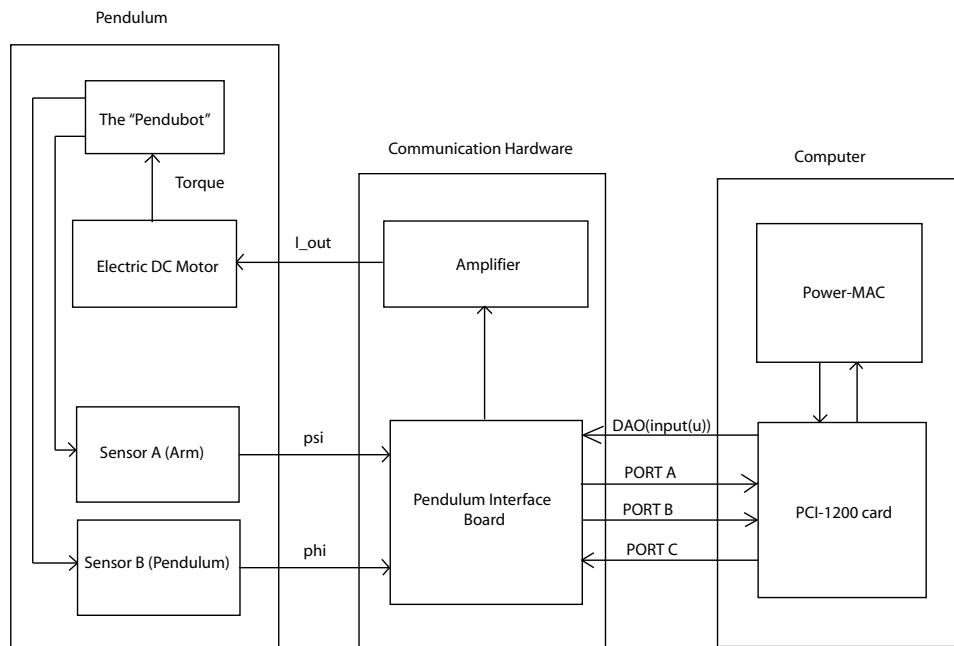 Pendulum
The “Pendubot”
Torque
Electric DC Motor
Sensor A (Arm)
Sensor B (Pendulum)
I_out
psi
phi
Communication Hardware
Amplifier
Pendulum Interface
Board
DAO(input(u))
PORT A
PORT B
PORT C
Computer
Power-MAC
PCI-1200 card